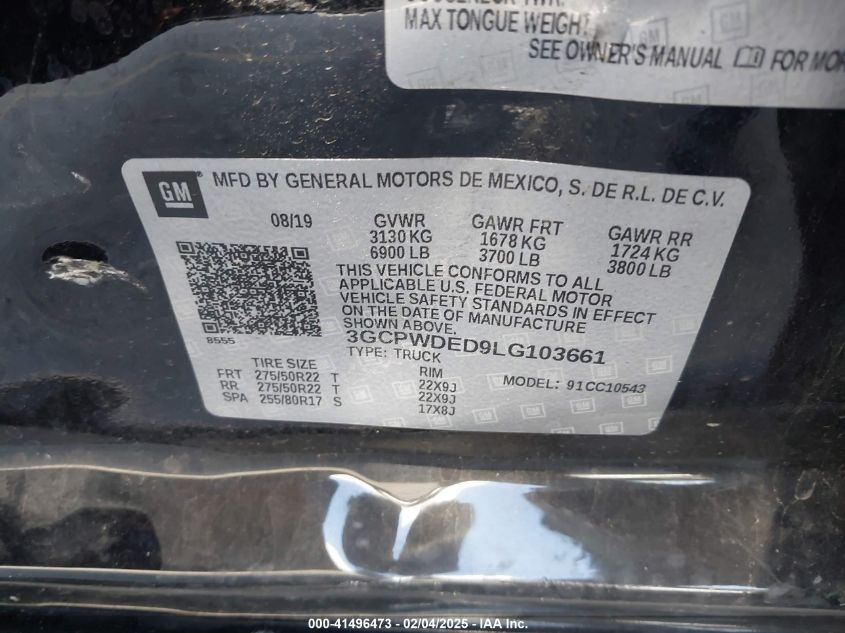 MAX TONGUE WEIGHT
SEE OWNER'S MANUAL FOR MOR
GM
MFD BY GENERAL MOTORS DE MEXICO, S. DE R.L. DE C.V.
08/19 GVWR GAWR FRT GAWR RR
3130 KG 1678 KG 1724 KG
6900 LB 3700 LB 3800 LB
THIS VEHICLE CONFORMS TO ALL
APPLICABLE U.S. FEDERAL MOTOR
VEHICLE SAFETY STANDARDS IN EFFECT
ON THE DATE OF MANUFACTURE
SHOWN ABOVE.
8555
3GCPWDED9LG103661
TYPE: TRUCK
TIRE SIZE RIM MODEL: 91CC10543
FRT 275/50R22 T 22X9J
RR 275/50R22 T 22X9J
SPA 255/80R17 S 17X8J
000-41496473 - 02/04/2025 - IAA Inc.